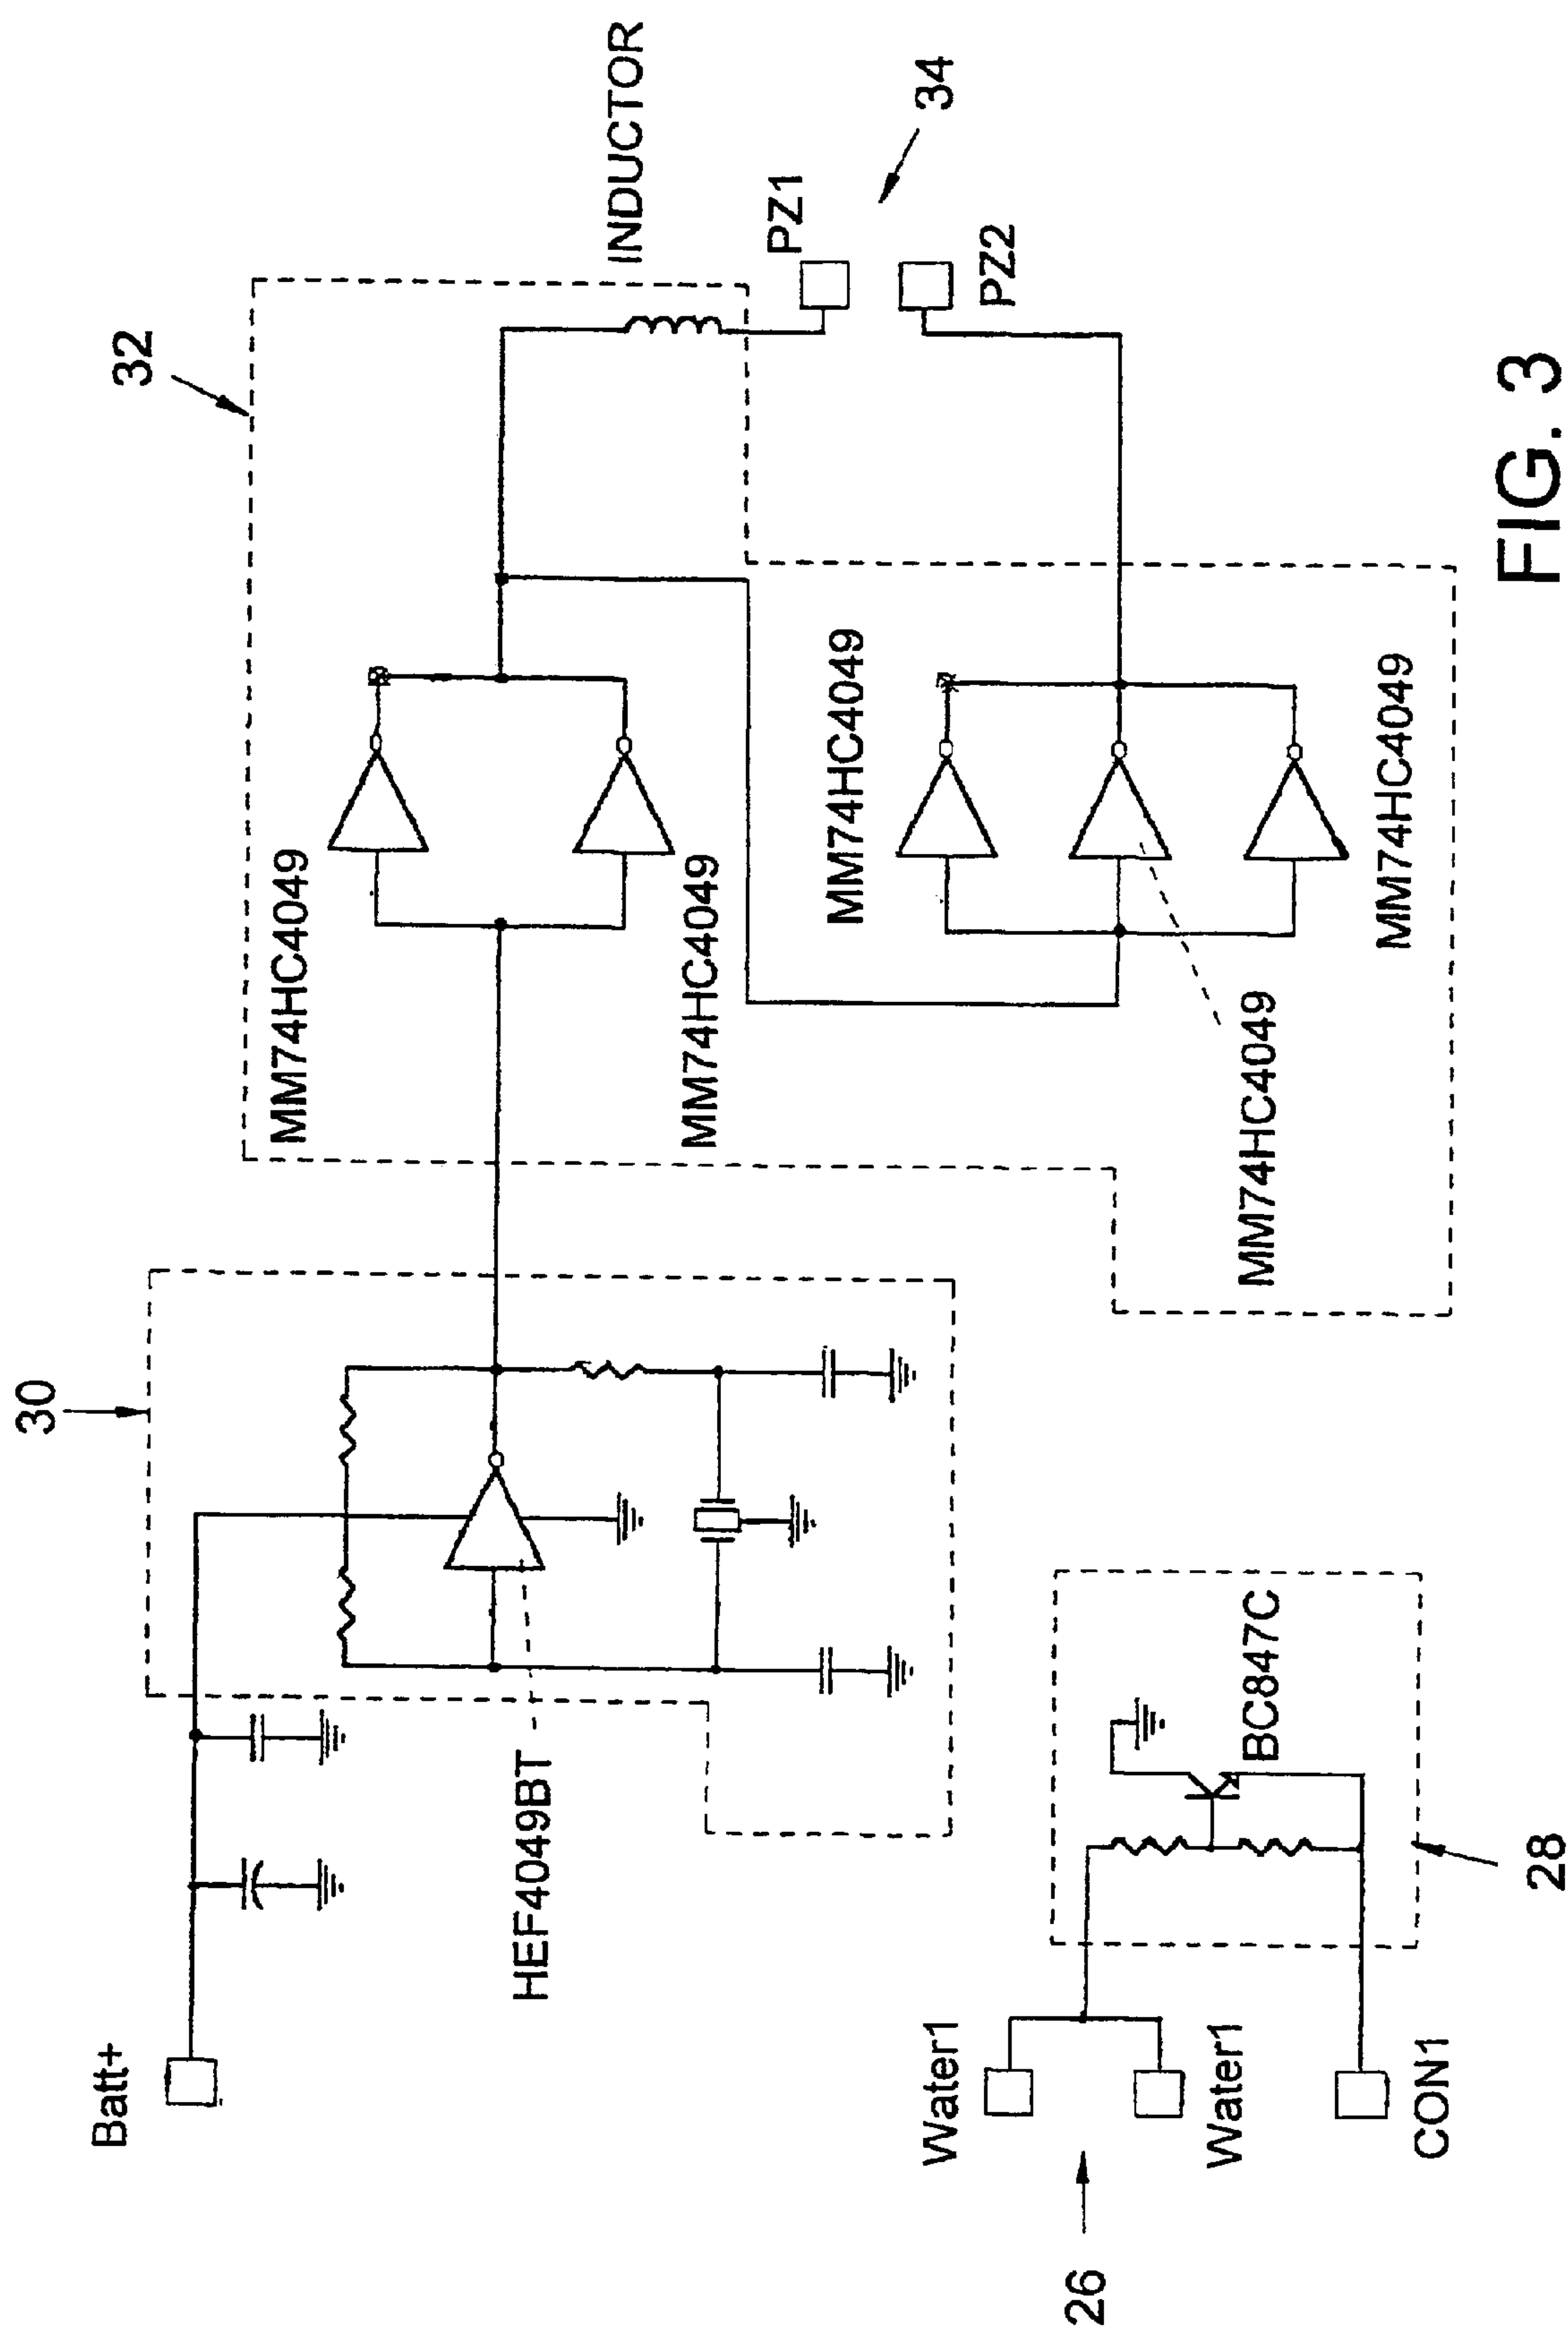 Batt+
30
32
INDUCTOR
MM74HC4049
HEF4049BT
MM74HC4049
PZ1
34
PZ2
MM74HC4049
Water1
26
Water1
BC847C
MM74HC4049
MM74HC4049
CON1
28
FIG. 3